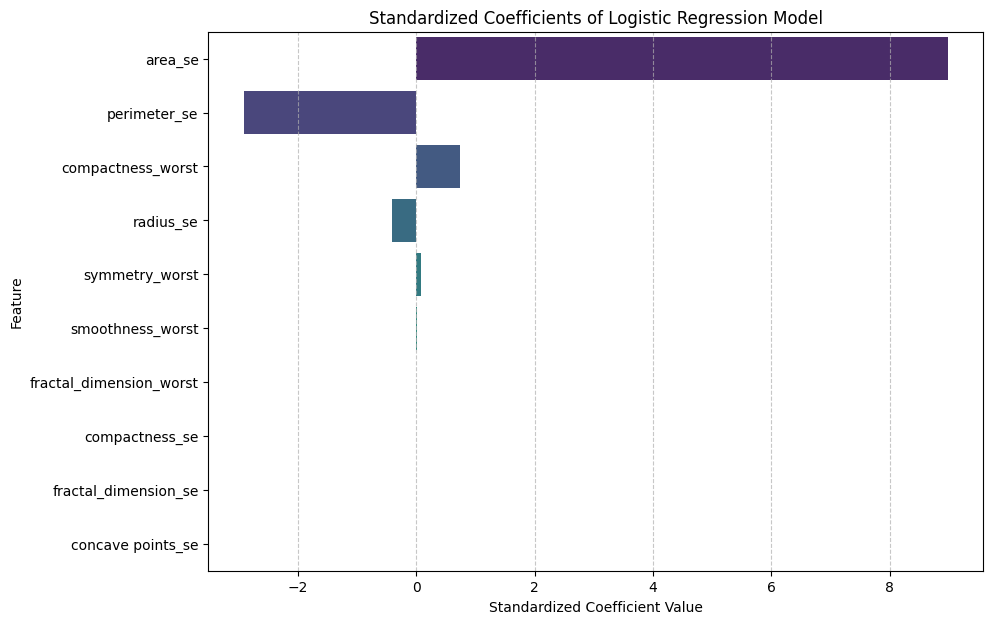 Standardized Coefficients of Logistic Regression Model
Feature
area_se
perimeter_se
compactness_worst
radius_se
symmetry_worst
smoothness_worst
fractal_dimension_worst
compactness_se
fractal_dimension_se
concave points_se
−2 0 2 4 6 8
Standardized Coefficient Value